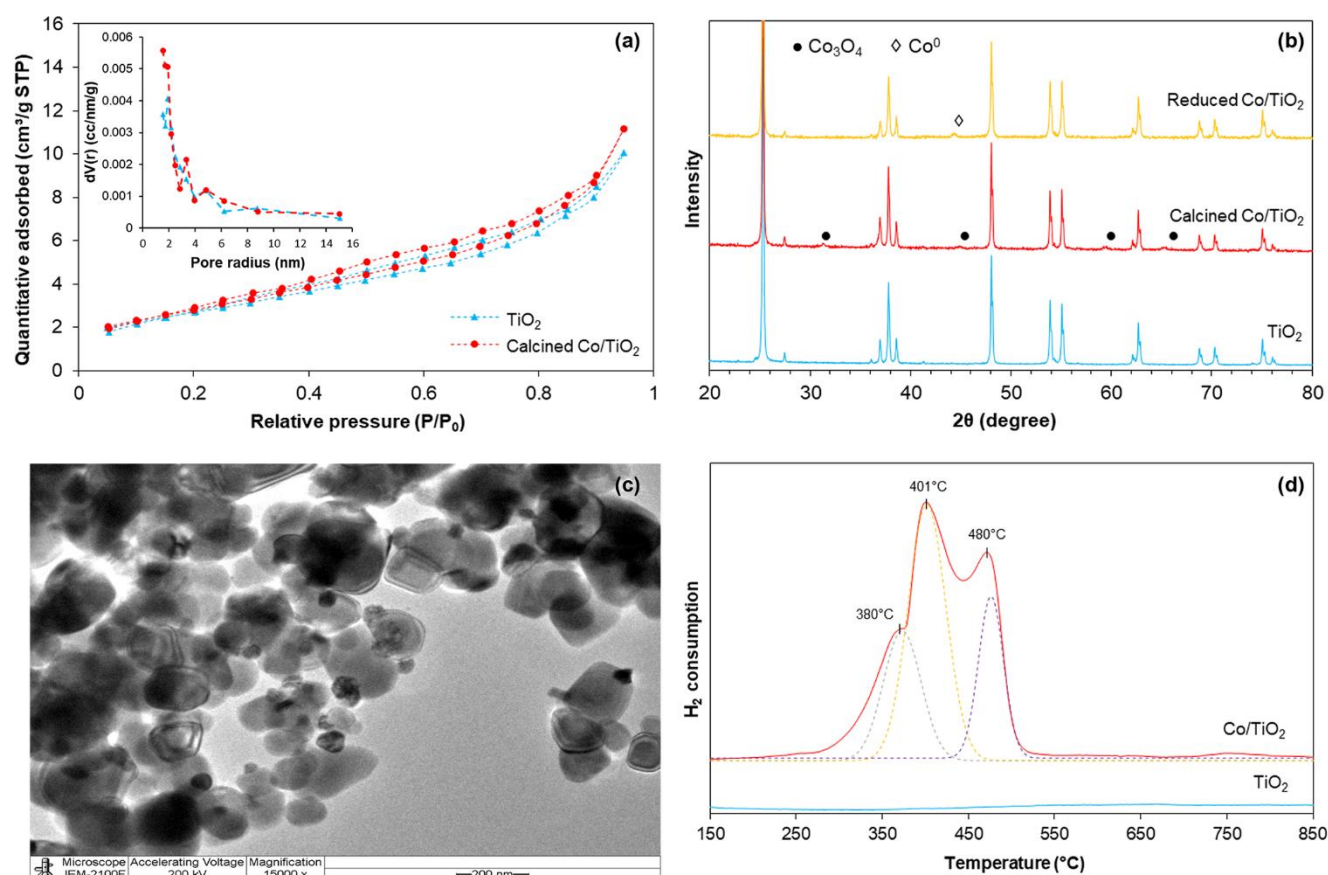 (a)
Quantitative adsorbed (cm³/g STP)
16
14
12
10
8
6
4
2
0
0
0.2
0.4
0.6
0.8
1
Relative pressure (P/P₀)
TiO₂
Calcined Co/TiO₂
dV(r) (cc/nm/g)
0.006
0.005
0.004
0.003
0.002
0.001
0
0 2 4 6 8 10 12 14 16
Pore radius (nm)
(b)
Intensity
Co₃O₄
Co⁰
Reduced Co/TiO₂
Calcined Co/TiO₂
TiO₂
20 30 40 50 60 70 80
2θ (degree)
(c)
Microscope Accelerating Voltage Magnification
200 kV 15000 x 200 nm
(d)
H₂ consumption
401°C
480°C
380°C
Co/TiO₂
TiO₂
150 250 350 450 550 650 750 850
Temperature (°C)